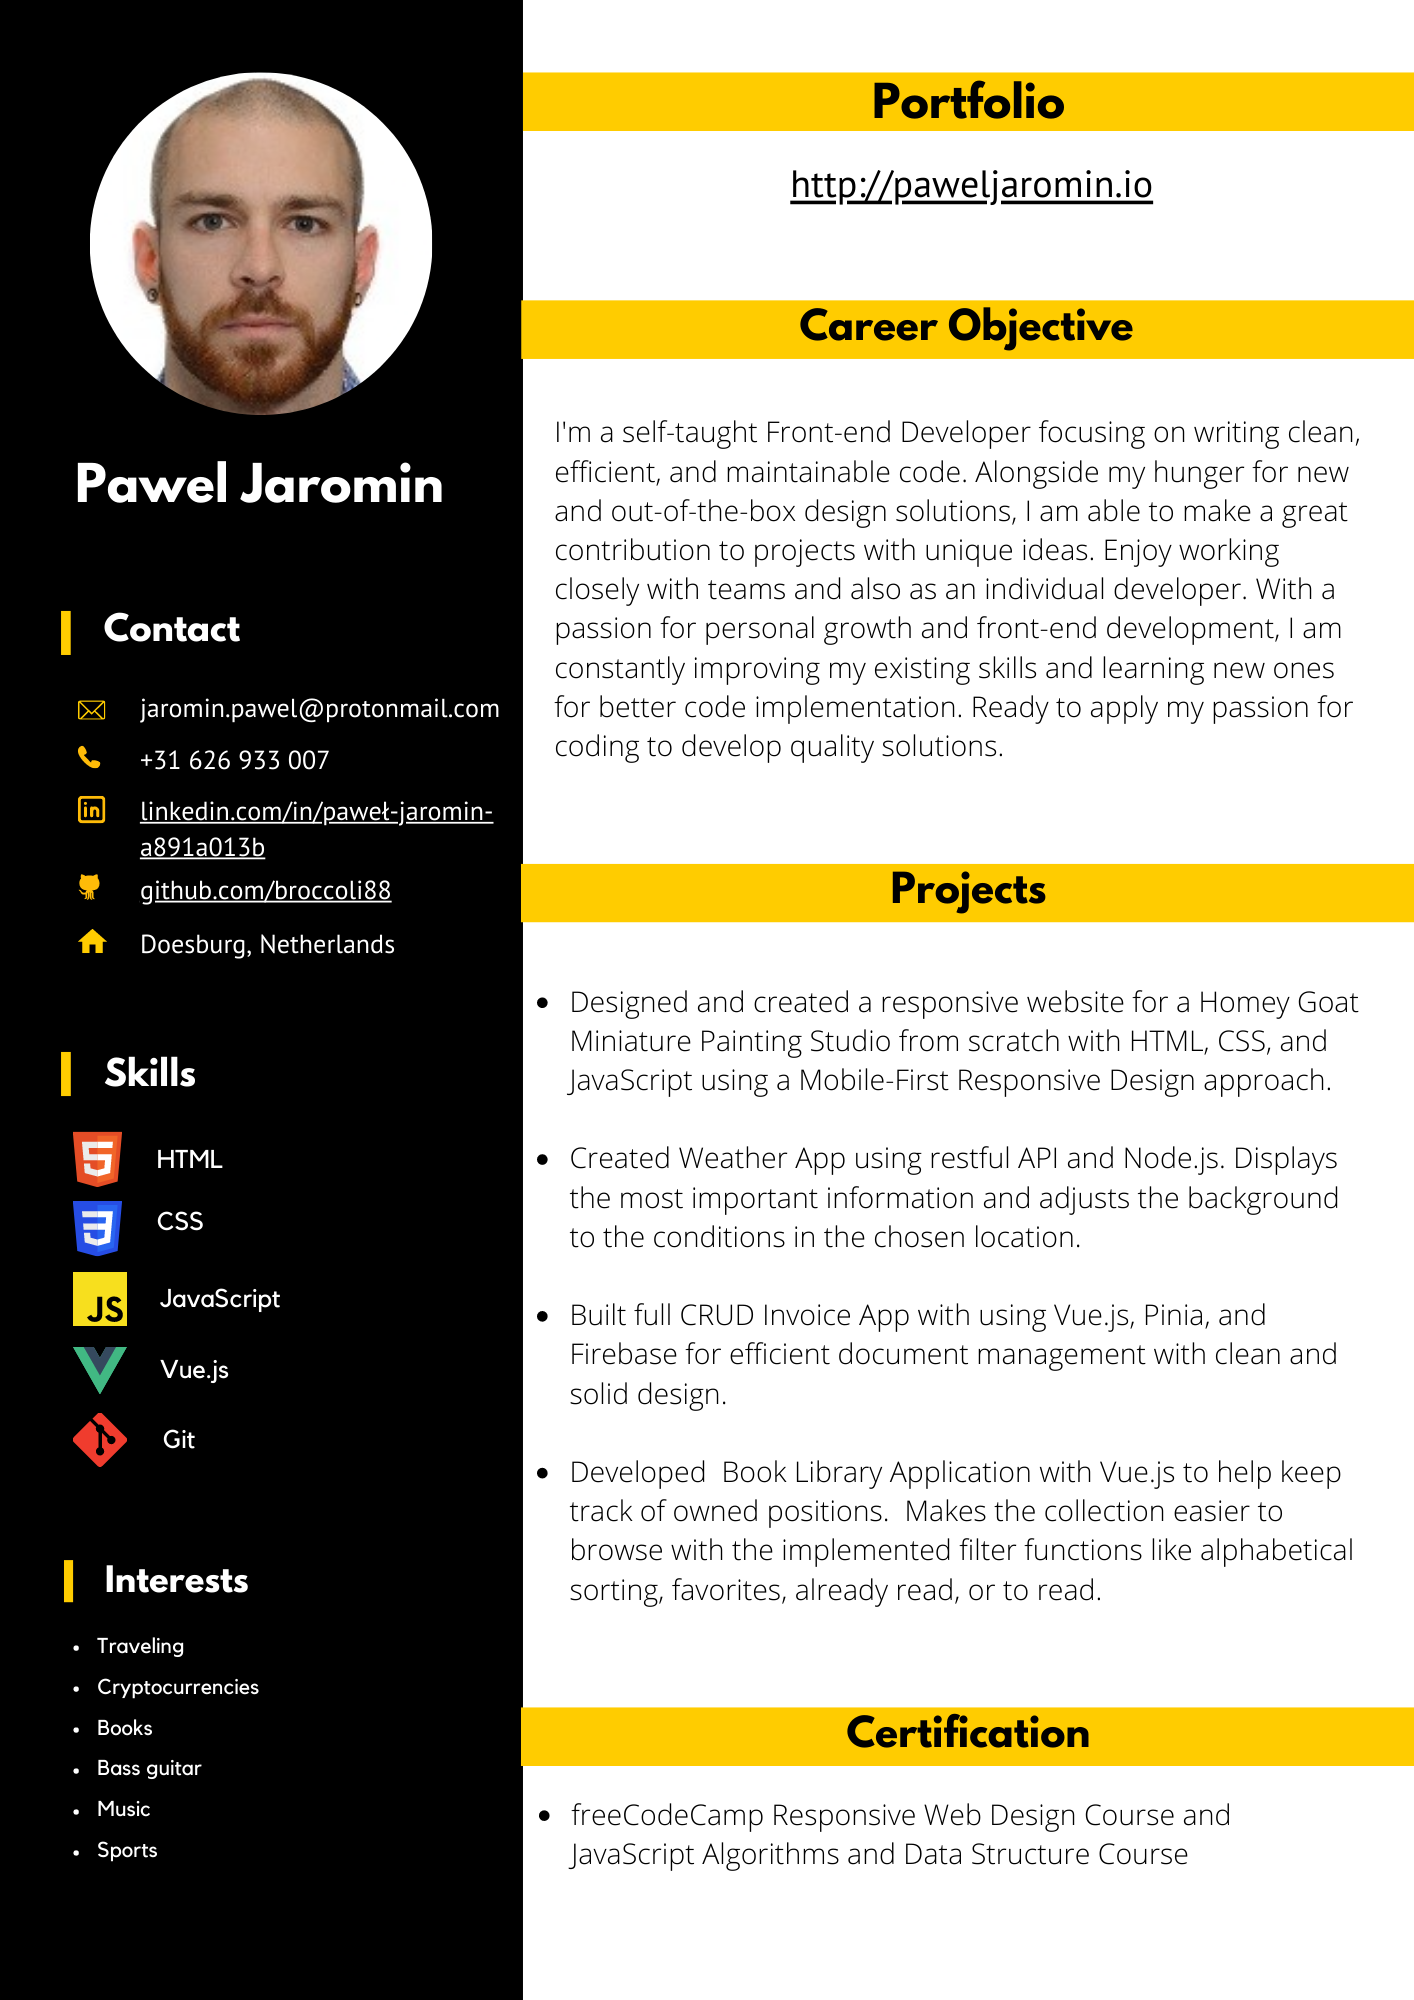 Pawel Jaromin
Contact
jaromin.pawel@protonmail.com
+31 626 933 007
linkedin.com/in/paweł-jaromin-
a891a013b
github.com/broccoli88
Doesburg, Netherlands
Skills
HTML
CSS
JS JavaScript
Vue.js
Git
Interests
• Traveling
• Cryptocurrencies
• Books
• Bass guitar
• Music
• Sports
Portfolio
http://paweljaromin.io
Career Objective
I'm a self-taught Front-end Developer focusing on writing clean,
efficient, and maintainable code. Alongside my hunger for new
and out-of-the-box design solutions, I am able to make a great
contribution to projects with unique ideas. Enjoy working
closely with teams and also as an individual developer. With a
passion for personal growth and front-end development, I am
constantly improving my existing skills and learning new ones
for better code implementation. Ready to apply my passion for
coding to develop quality solutions.
Projects
• Designed and created a responsive website for a Homey Goat
Miniature Painting Studio from scratch with HTML, CSS, and
JavaScript using a Mobile-First Responsive Design approach.
• Created Weather App using restful API and Node.js. Displays
the most important information and adjusts the background
to the conditions in the chosen location.
• Built full CRUD Invoice App with using Vue.js, Pinia, and
Firebase for efficient document management with clean and
solid design.
• Developed  Book Library Application with Vue.js to help keep
track of owned positions.  Makes the collection easier to
browse with the implemented filter functions like alphabetical
sorting, favorites, already read, or to read.
Certification
• freeCodeCamp Responsive Web Design Course and
JavaScript Algorithms and Data Structure Course